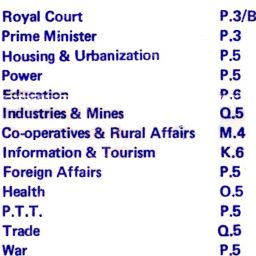 Royal Court P.3/B
Prime Minister P.3
Housing & Urbanization P.5
Power P.5
Education P.6
Industries & Mines Q.5
Co-operatives & Rural Affairs M.4
Information & Tourism K.6
Foreign Affairs P.5
Health O.5
P.T.T. P.5
Trade Q.5
War P.5